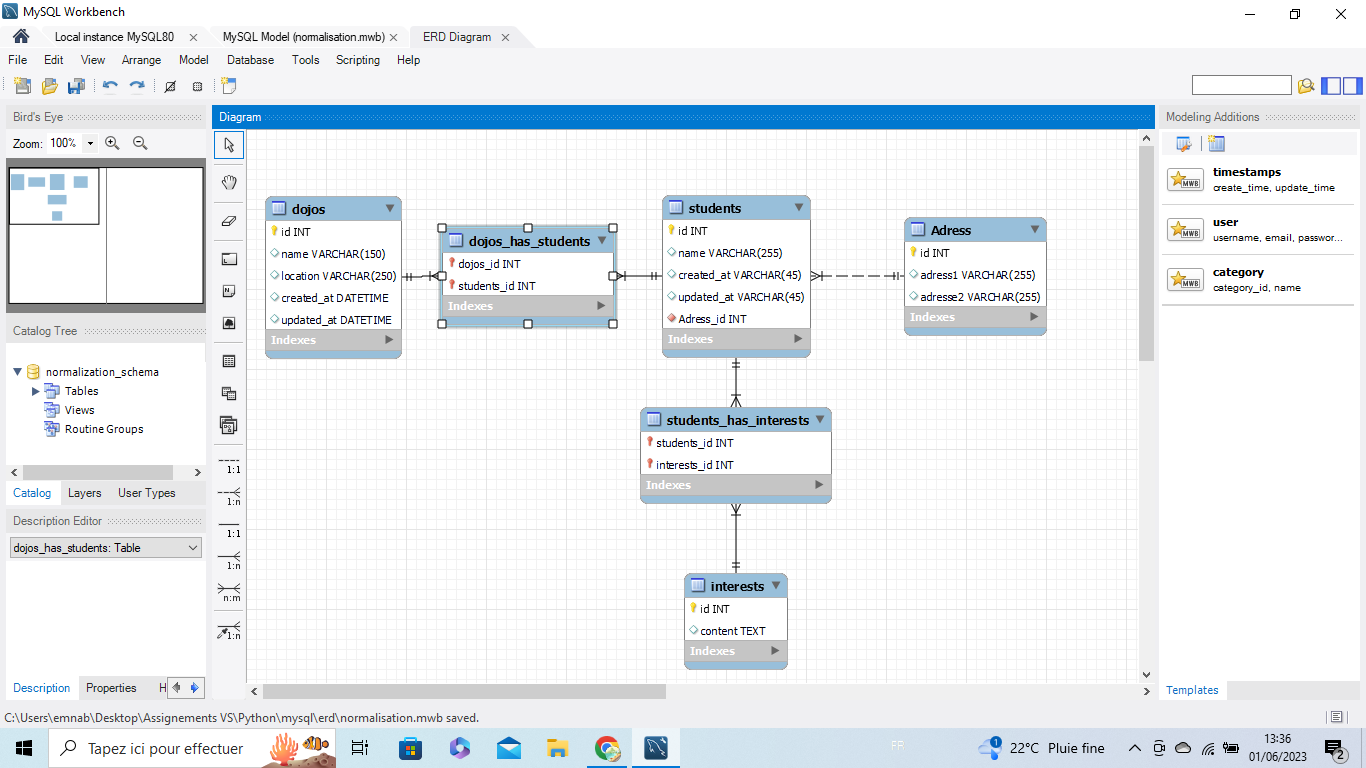 MySQL Workbench
Local instance MySQL80
MySQL Model (normalisation.mwb)
ERD Diagram
File Edit View Arrange Model Database Tools Scripting Help
Bird's Eye
Zoom: 100%
Diagram
Modeling Additions
timestamps
create_time, update_time
user
username, email, passwor...
category
category_id, name
Templates
dojos
id INT
name VARCHAR(150)
location VARCHAR(250)
created_at DATETIME
updated_at DATETIME
Indexes
dojos_has_students
dojos_id INT
students_id INT
Indexes
students
id INT
name VARCHAR(255)
created_at VARCHAR(45)
updated_at VARCHAR(45)
Adress_id INT
Indexes
Adress
id INT
adress1 VARCHAR(255)
adresse2 VARCHAR(255)
Indexes
students_has_interests
students_id INT
interests_id INT
Indexes
interests
id INT
content TEXT
Indexes
1:1
1:n
1:1
1:n
n:m
1:n
Catalog Tree
normalization_schema
Tables
Views
Routine Groups
Catalog Layers User Types
Description Editor
dojos_has_students: Table
Description Properties H
C:\Users\emnab\Desktop\Assignements VS\Python\mysql\erd\normalisation.mwb saved.
Tapez ici pour effectuer
FR
1
22°C Pluie fine
13:36
01/06/2023
2